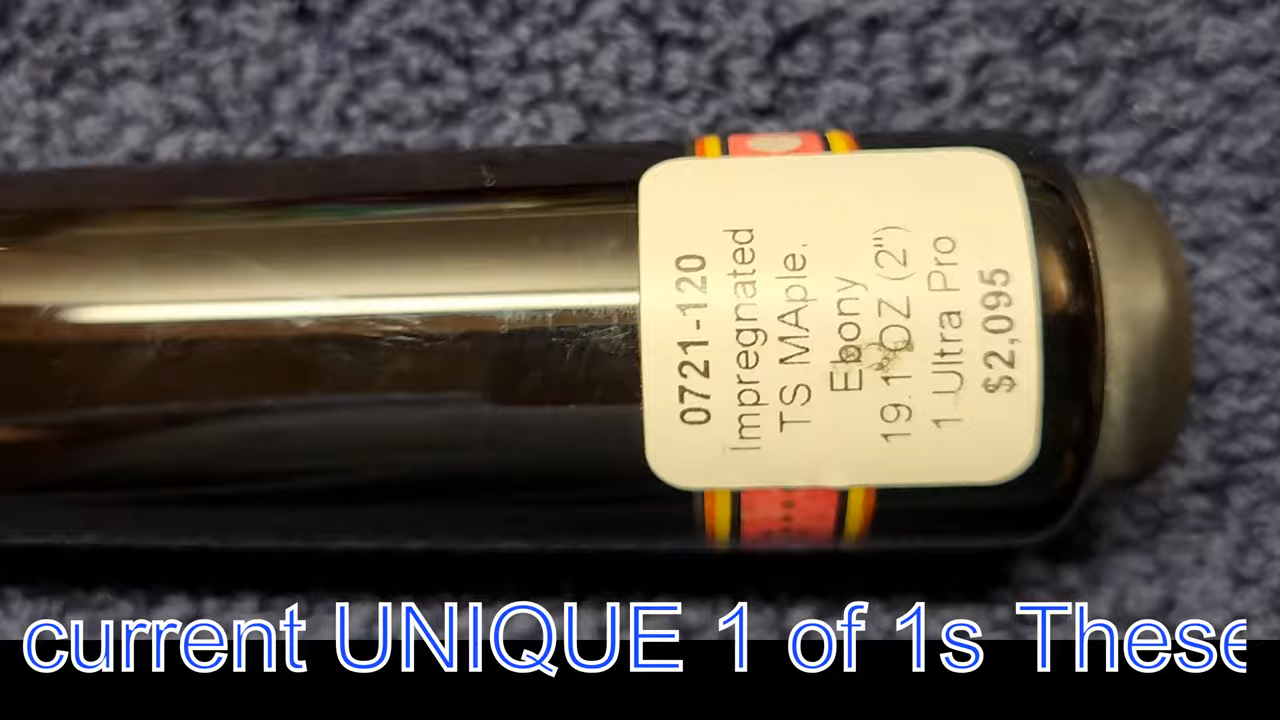 0721-120
Impregnated
TS MAple.
Ebony
19.1 OZ (2")
1 Ultra Pro
$2,095
current UNIQUE 1 of 1s These